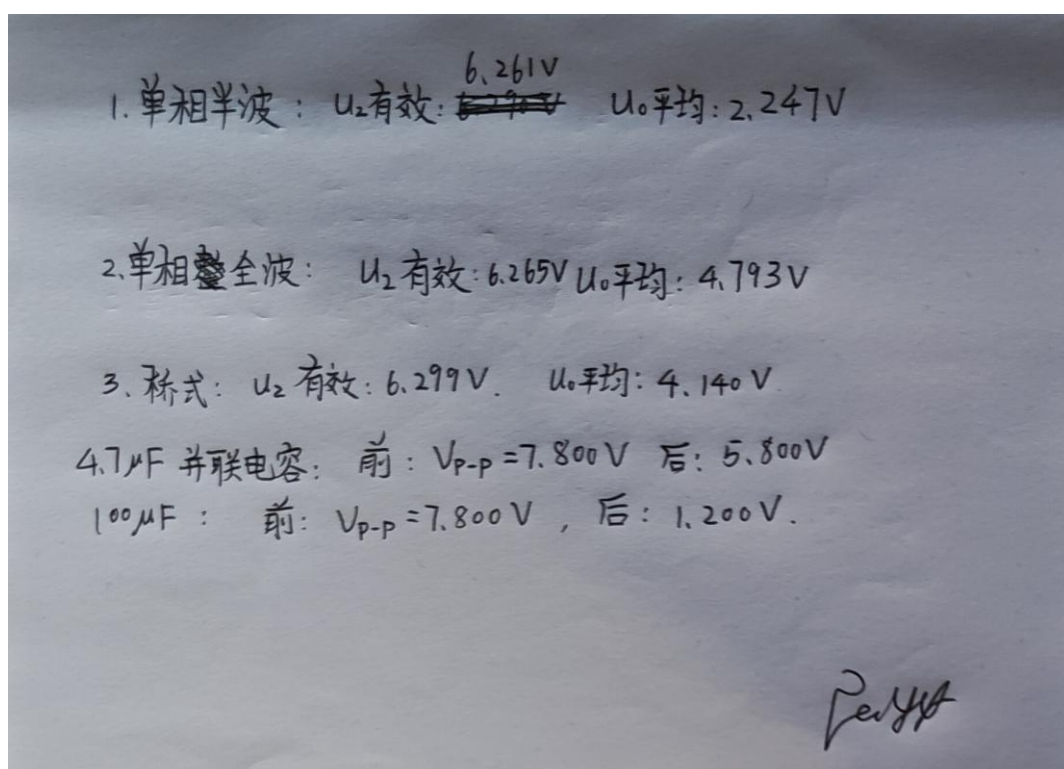 6.261V
1.单相半波: U₂有效: U₀平均: 2.247V
2.单相全波: U₂有效: 6.265V U₀平均: 4.793V
3.桥式: U₂有效: 6.299V. U₀平均: 4.140V
4.7μF 并联电容: 前: Vp-p=7.800V 后: 5.800V
100μF: 前: Vp-p=7.800V, 后: 1.200V.